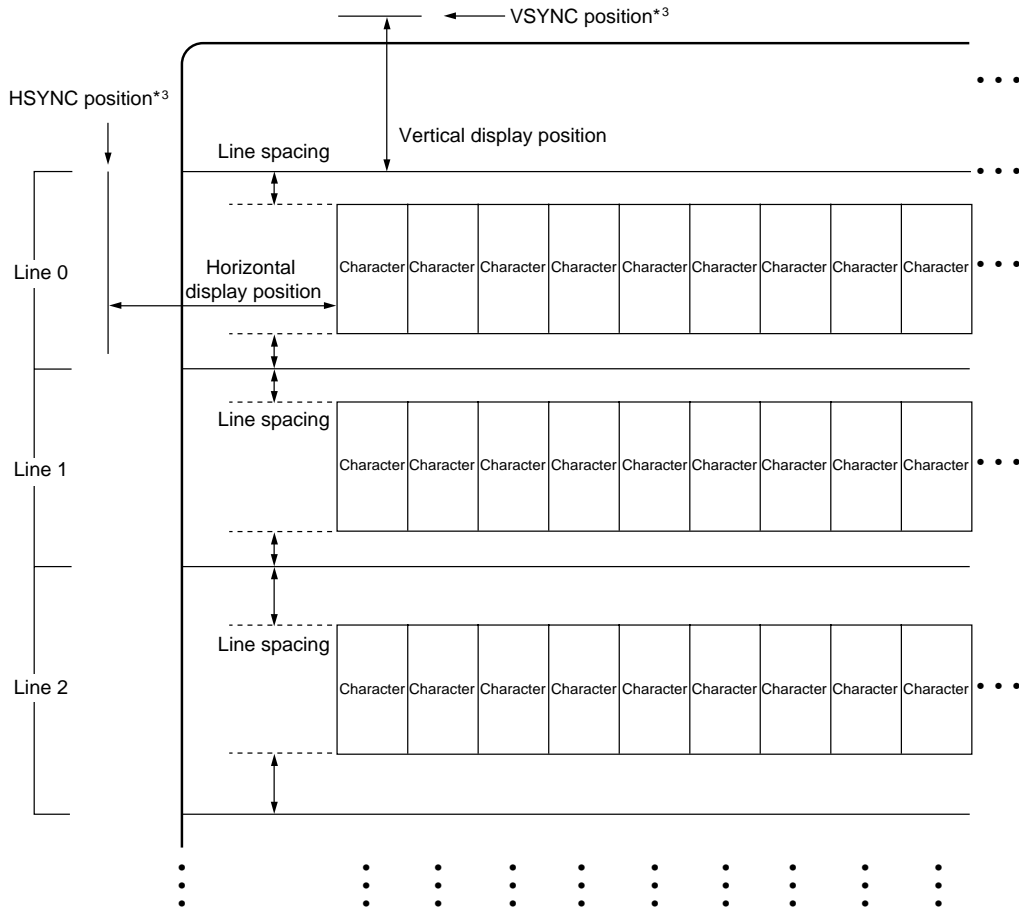 VSYNC position*3
HSYNC position*3
Vertical display position
Line spacing
Line 0
Horizontal
display position
Character Character Character Character Character Character Character Character Character
Line spacing
Line 1
Character Character Character Character Character Character Character Character Character
Line spacing
Line 2
Character Character Character Character Character Character Character Character Character